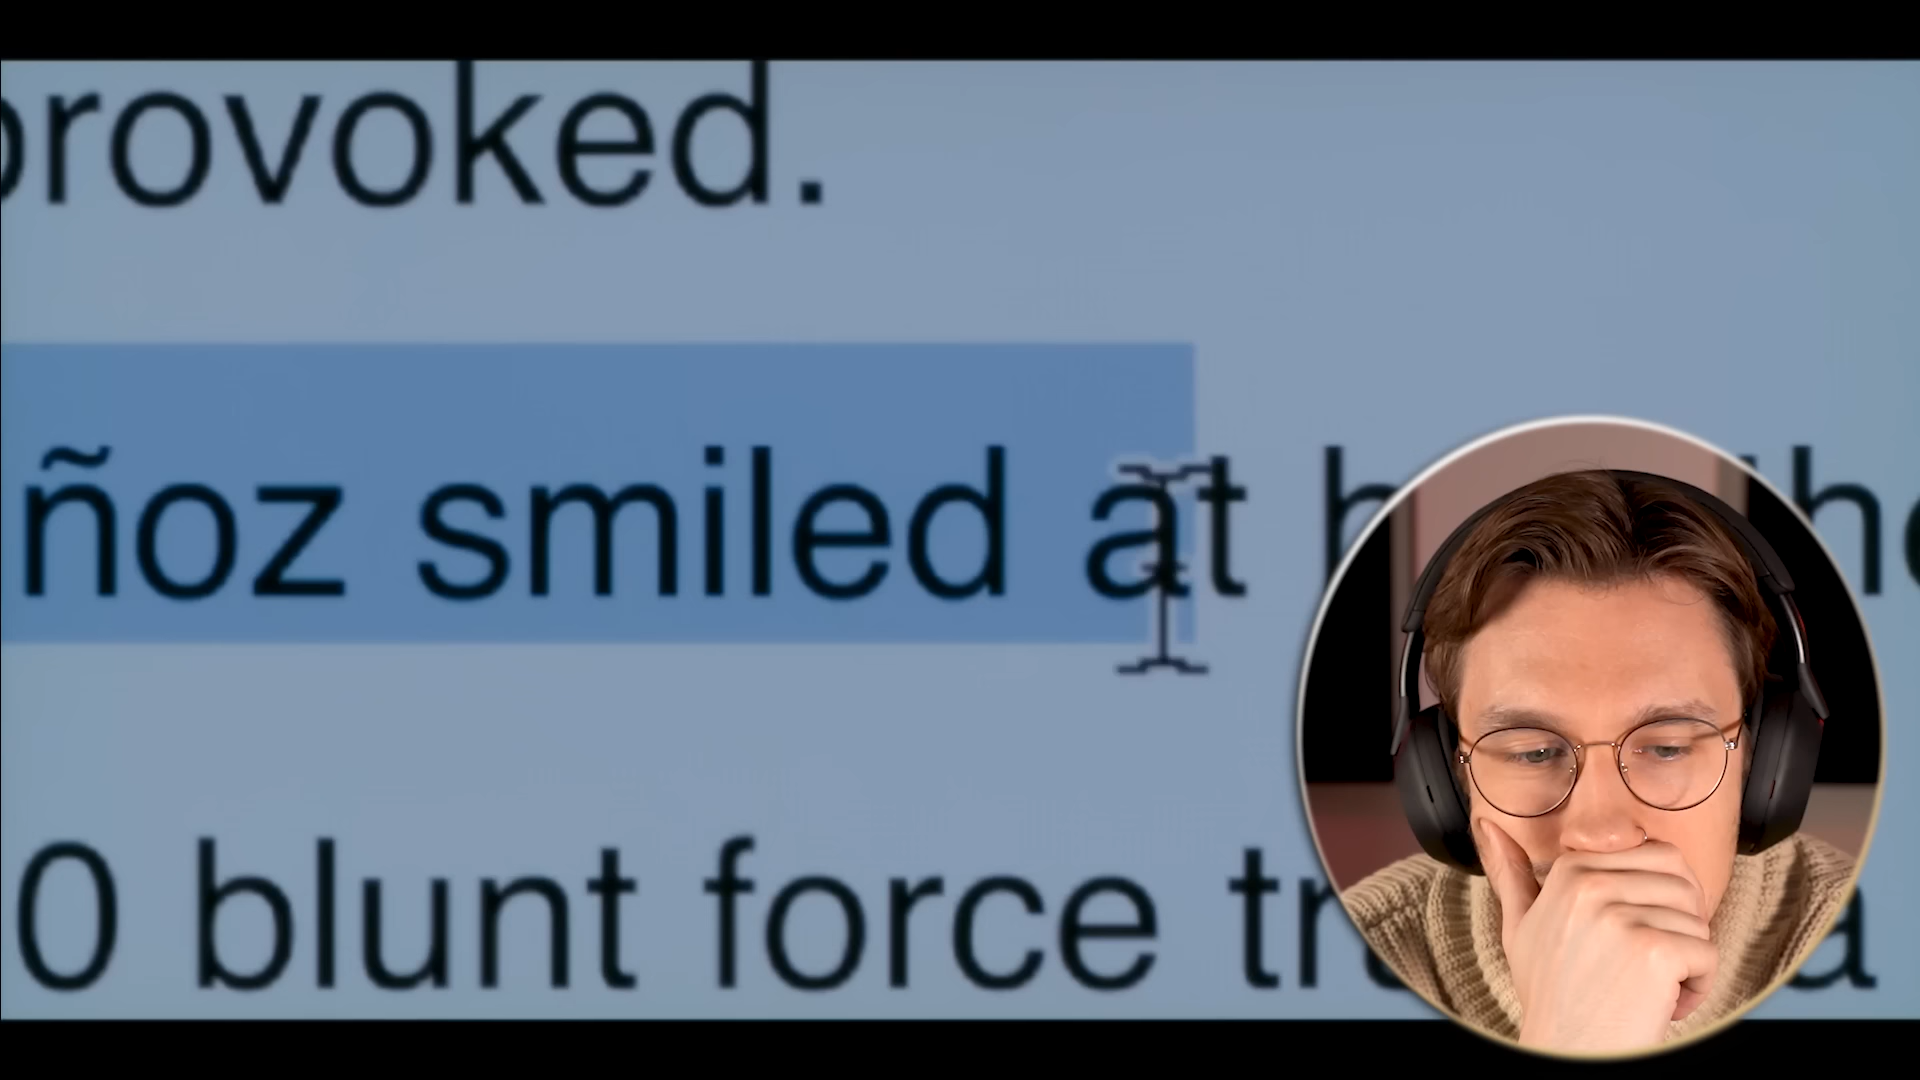 provoked.
ñoz smiled at
0 blunt force